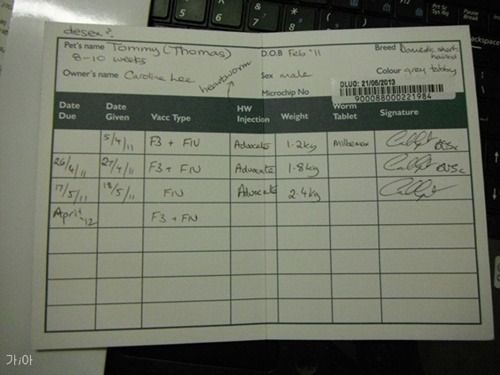 desex?
Pet's name Tommy (Thomas) D.O.B Feb '11 Breed Domestic short
8-10 weeks haired
Owner's name Caroline Lee heartworm Sex male Colour grey tabby
Microchip No DLUO: 21/06/2013
900088000221984
Date Due Date Given Vacc Type HW Injection Weight Worm Tablet Signature
5/4/11 F3 + FIV Advocate 1.2kg Milbemax BVSc
26/4/11 27/4/11 F3 + FIV Advocate 1.8kg BVSc
17/5/11 18/5/11 FIV Advocate 2.4kg
April '12 F3 + FIV